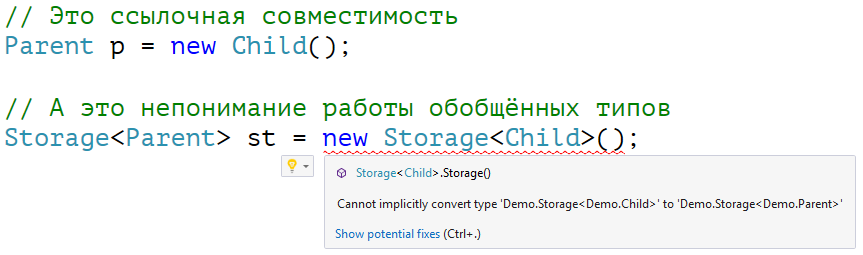 // Это ссылочная совместимость
Parent p = new Child();
// А это непонимание работы обобщённых типов
Storage<Parent> st = new Storage<Child>();
Storage<Child>.Storage()
Cannot implicitly convert type 'Demo.Storage<Demo.Child>' to 'Demo.Storage<Demo.Parent>'
Show potential fixes (Ctrl+.)